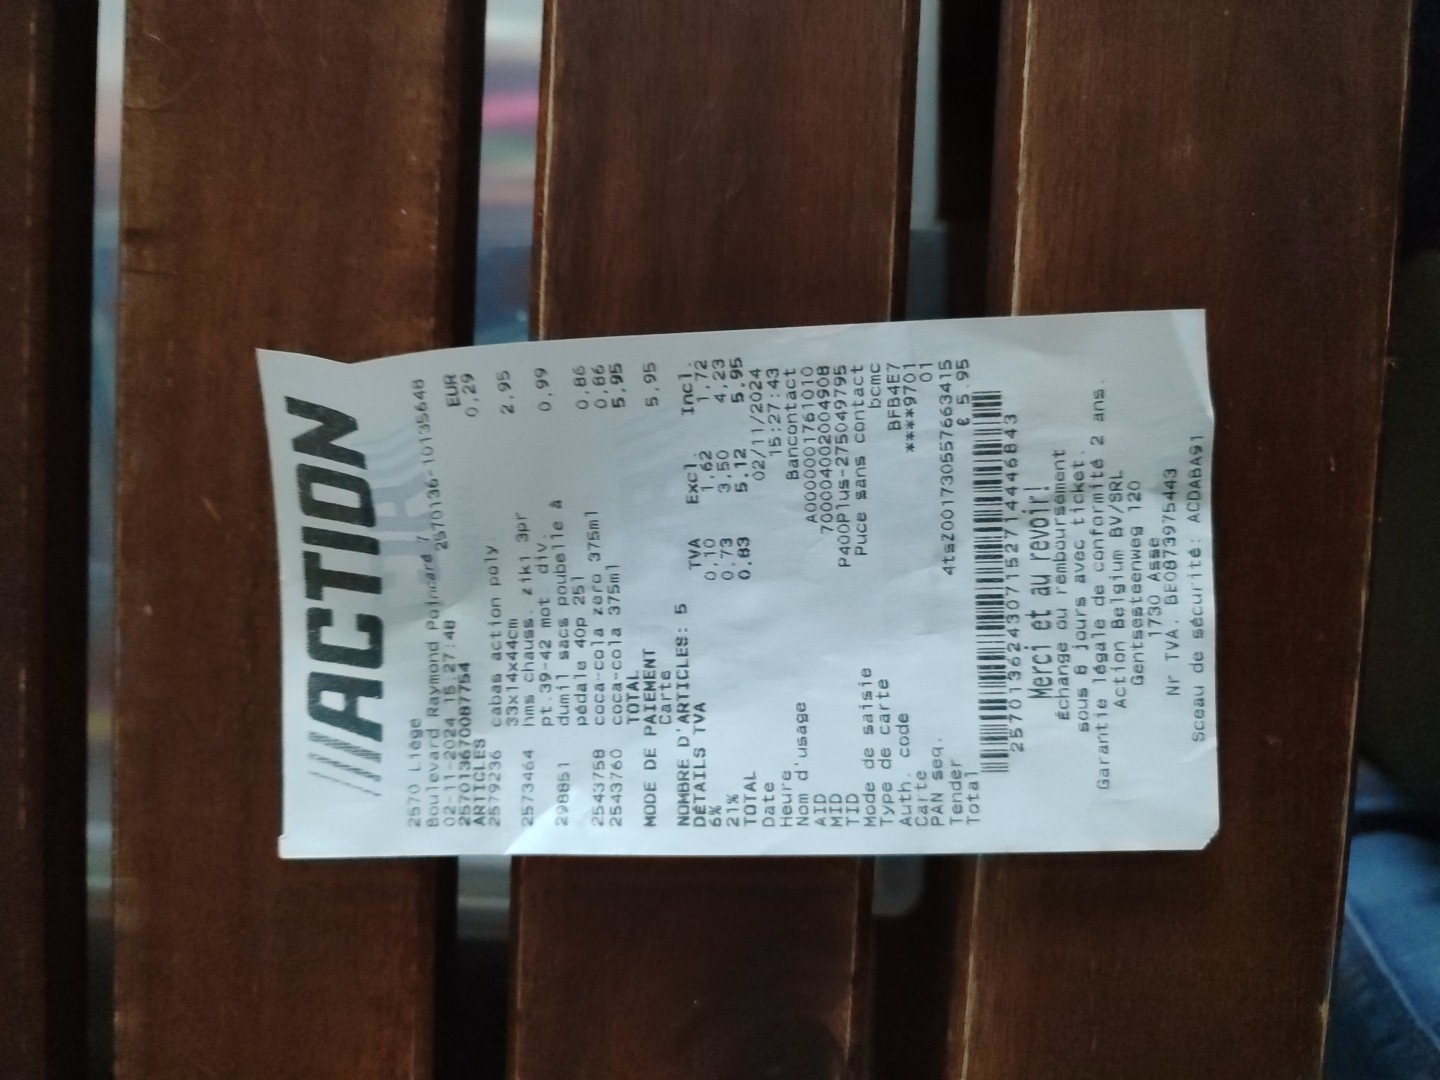 ///ACTION
2570 Liège
Boulevard Raymond Poincaré 7
02-11-2024 15:27:48 2570136-10135648
257013670087754
ARTICLES EUR
2579236 cabas action poly. 0,29
33x14x44cm
2573464 hms chauss. z1k1 3pr 2,95
pt.39-42 mot div.
298851 dumil sacs poubelle à 0,99
pédale 40p 25l
2543758 coca-cola zero 375ml 0,86
2543760 coca-cola 375ml 0,86
TOTAL 5,95
MODE DE PAIEMENT
Carte 5,95
NOMBRE D'ARTICLES: 5
DÉTAILS TVA TVA Excl. Incl.
6% 0,10 1,62 1,72
21% 0,73 3,50 4,23
TOTAL 0,83 5,12 5,95
Date 02/11/2024
Heure 15:27:43
Nom d'usage Bancontact
AID A0000001761010
MID 700004002004908
TID P400Plus-275049795
Mode de saisie Puce sans contact
Type de carte bcmc
Auth. code BFB4E7
Carte ****9701
PAN seq. 01
Tender 4tsZ001730557663415
Total € 5.95
2570136243071527144446843
Merci et au revoir!
Échange ou remboursement
sous 8 jours avec ticket.
Garantie légale de conformité 2 ans.
Action Belgium BV/SRL
Gentsesteenweg 120
1730 Asse
Nr TVA. BE0873975443
Sceau de sécurité: ACDABA91